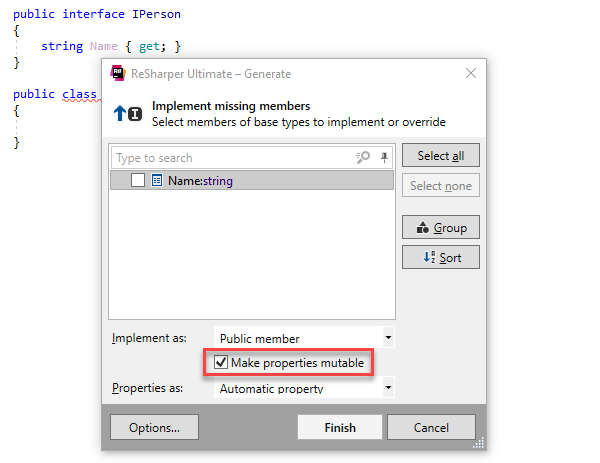 public interface IPerson
{
string Name { get; }
}
public class
{
}
ReSharper Ultimate – Generate
Implement missing members
Select members of base types to implement or override
Type to search
Name:string
Select all
Select none
Group
Sort
Implement as: Public member
Make properties mutable
Properties as: Automatic property
Options... Finish Cancel